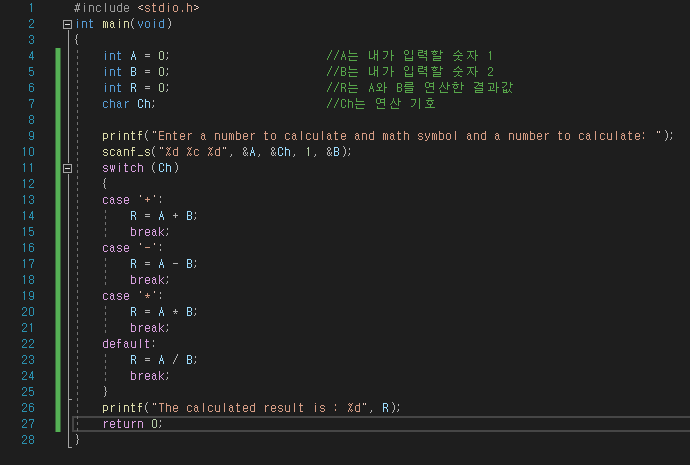 1 #include <stdio.h>
2 int main(void)
3 {
4 int A = 0; //A는 내가 입력할 숫자 1
5 int B = 0; //B는 내가 입력할 숫자 2
6 int R = 0; //R는 A와 B를 연산한 결과값
7 char Ch; //Ch는 연산 기호
8
9 printf("Enter a number to calculate and math symbol and a number to calculate: ");
10 scanf_s("%d %c %d", &A, &Ch, 1, &B);
11 switch (Ch)
12 {
13 case '+':
14 R = A + B;
15 break;
16 case '-':
17 R = A - B;
18 break;
19 case '*':
20 R = A * B;
21 break;
22 default:
23 R = A / B;
24 break;
25 }
26 printf("The calculated result is : %d", R);
27 return 0;
28 }